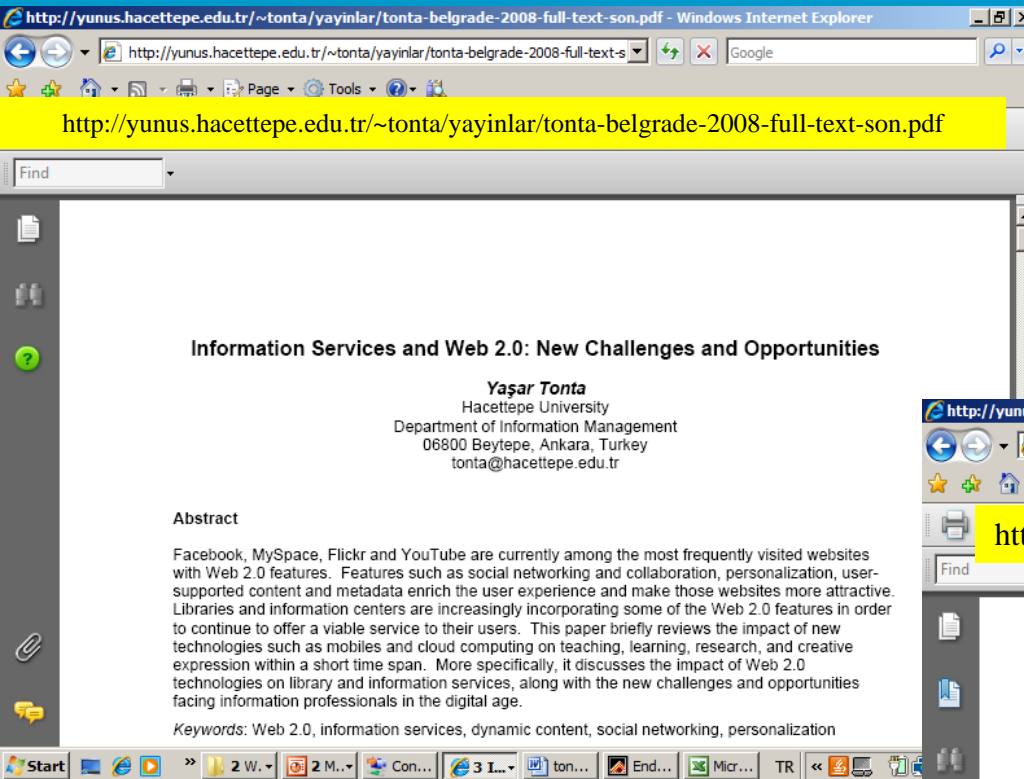 http://yunus.hacettepe.edu.tr/~tonta/yayinlar/tonta-belgrade-2008-full-text-son.pdf - Windows Internet Explorer
http://yunus.hacettepe.edu.tr/~tonta/yayinlar/tonta-belgrade-2008-full-text-s
Google
Page
Tools
http://yunus.hacettepe.edu.tr/~tonta/yayinlar/tonta-belgrade-2008-full-text-son.pdf
Find
Information Services and Web 2.0: New Challenges and Opportunities
Yaşar Tonta
Hacettepe University
Department of Information Management
06800 Beytepe, Ankara, Turkey
tonta@hacettepe.edu.tr
Abstract
Facebook, MySpace, Flickr and YouTube are currently among the most frequently visited websites
with Web 2.0 features. Features such as social networking and collaboration, personalization, user-
supported content and metadata enrich the user experience and make those websites more attractive.
Libraries and information centers are increasingly incorporating some of the Web 2.0 features in order
to continue to offer a viable service to their users. This paper briefly reviews the impact of new
technologies such as mobiles and cloud computing on teaching, learning, research, and creative
expression within a short time span. More specifically, it discusses the impact of Web 2.0
technologies on library and information services, along with the new challenges and opportunities
facing information professionals in the digital age.
Keywords: Web 2.0, information services, dynamic content, social networking, personalization
http://yun
htt
Find
Start
2 W.
2 M..
Con...
3 I...
ton...
End...
Micr...
TR